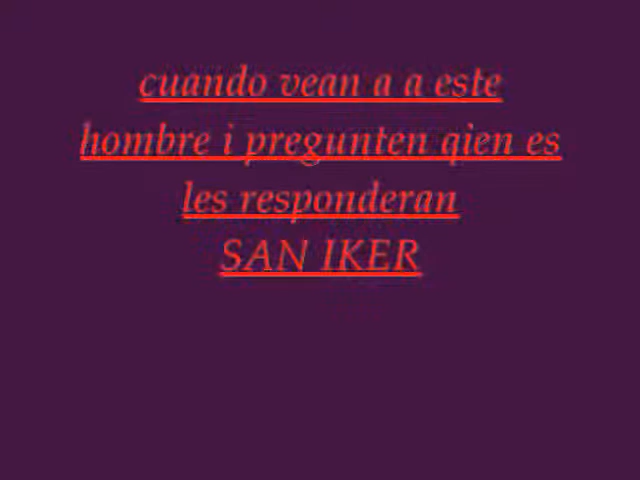 cuando vean a a este
hombre i pregunten qien es
les responderan
SAN IKER